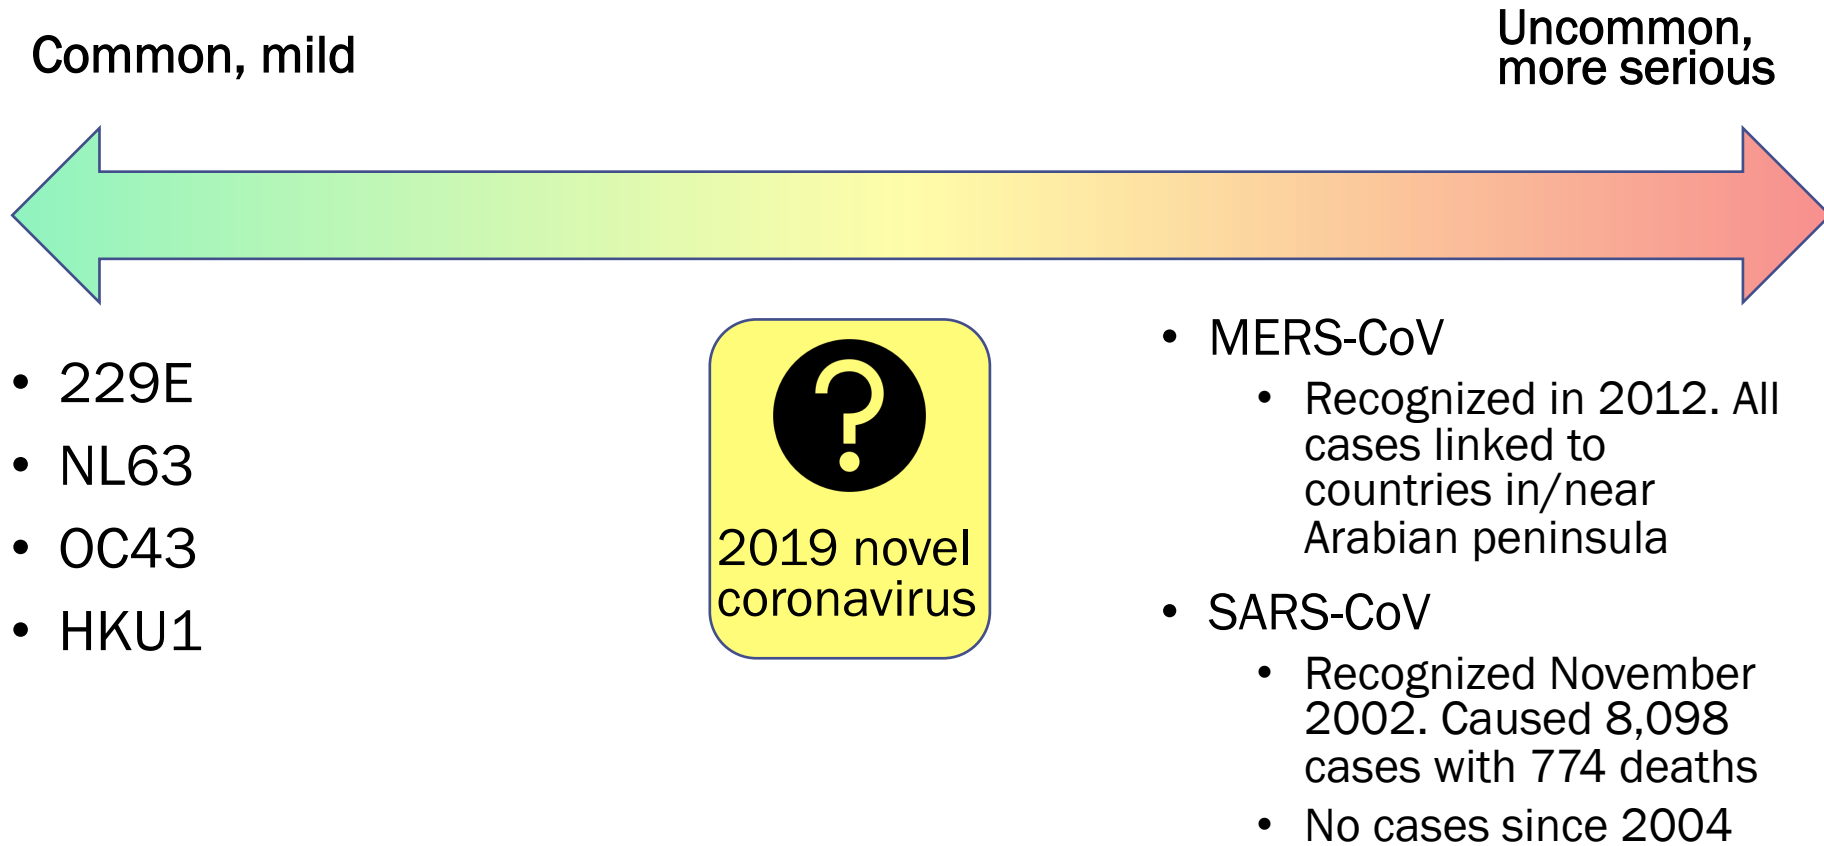 Common, mild
Uncommon,
more serious
• 229E
• NL63
• OC43
• HKU1
?
2019 novel
coronavirus
• MERS-CoV
• Recognized in 2012. All
cases linked to
countries in/near
Arabian peninsula
• SARS-CoV
• Recognized November
2002. Caused 8,098
cases with 774 deaths
• No cases since 2004